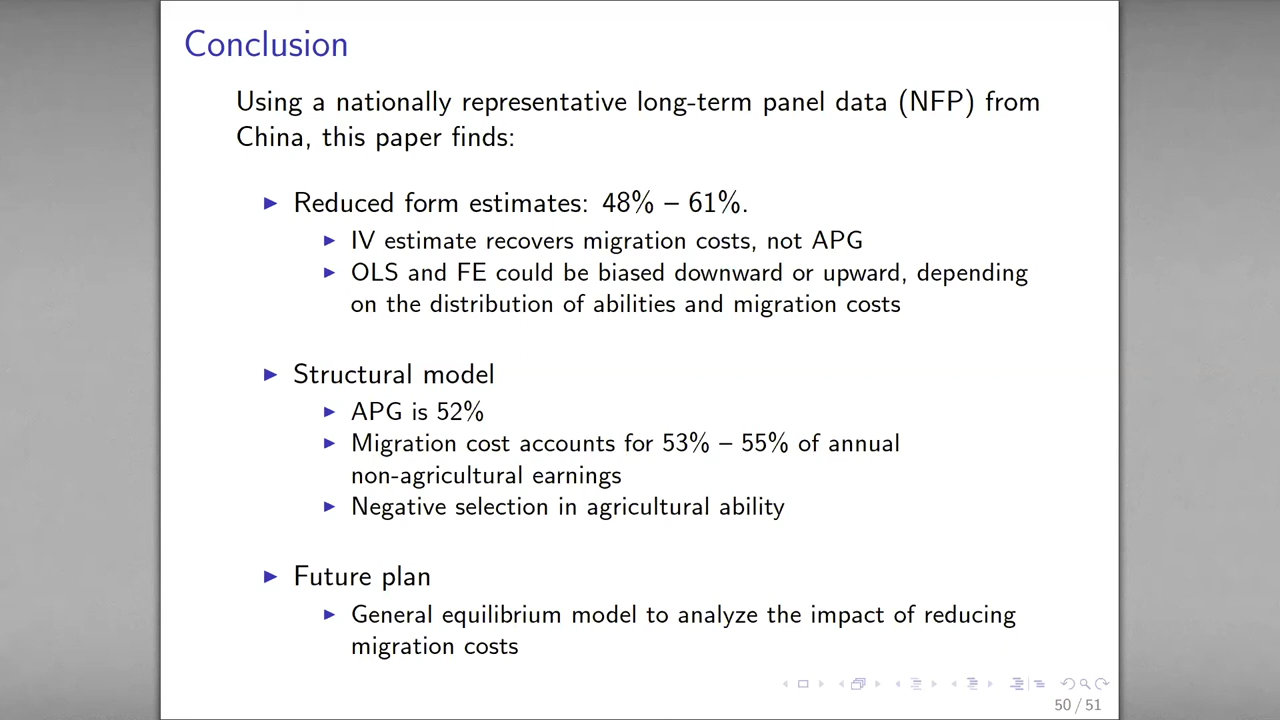 Conclusion
Using a nationally representative long-term panel data (NFP) from
China, this paper finds:
Reduced form estimates: 48% – 61%.
IV estimate recovers migration costs, not APG
OLS and FE could be biased downward or upward, depending
on the distribution of abilities and migration costs
Structural model
APG is 52%
Migration cost accounts for 53% – 55% of annual
non-agricultural earnings
Negative selection in agricultural ability
Future plan
General equilibrium model to analyze the impact of reducing
migration costs
50 / 51